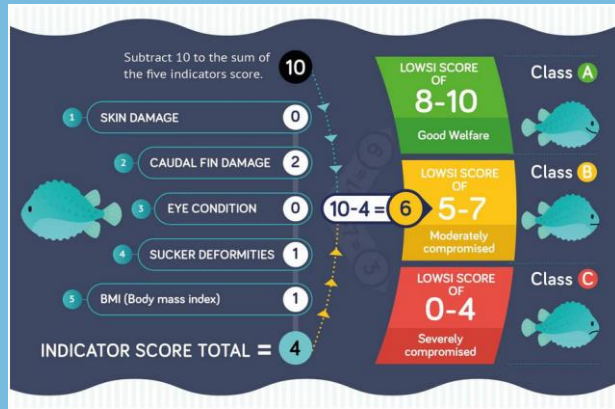 Subtract 10 to the sum of
the five indicators score.
10
1 SKIN DAMAGE 0
2 CAUDAL FIN DAMAGE 2
3 EYE CONDITION 0
4 SUCKER DEFORMITIES 1
5 BMI (Body mass index) 1
INDICATOR SCORE TOTAL = 4
10-4= 6
LOWSI SCORE
OF
8-10
Good Welfare
Class A
LOWSI SCORE
OF
5-7
Moderately
compromised
Class B
LOWSI SCORE
OF
0-4
Severely
compromised
Class C